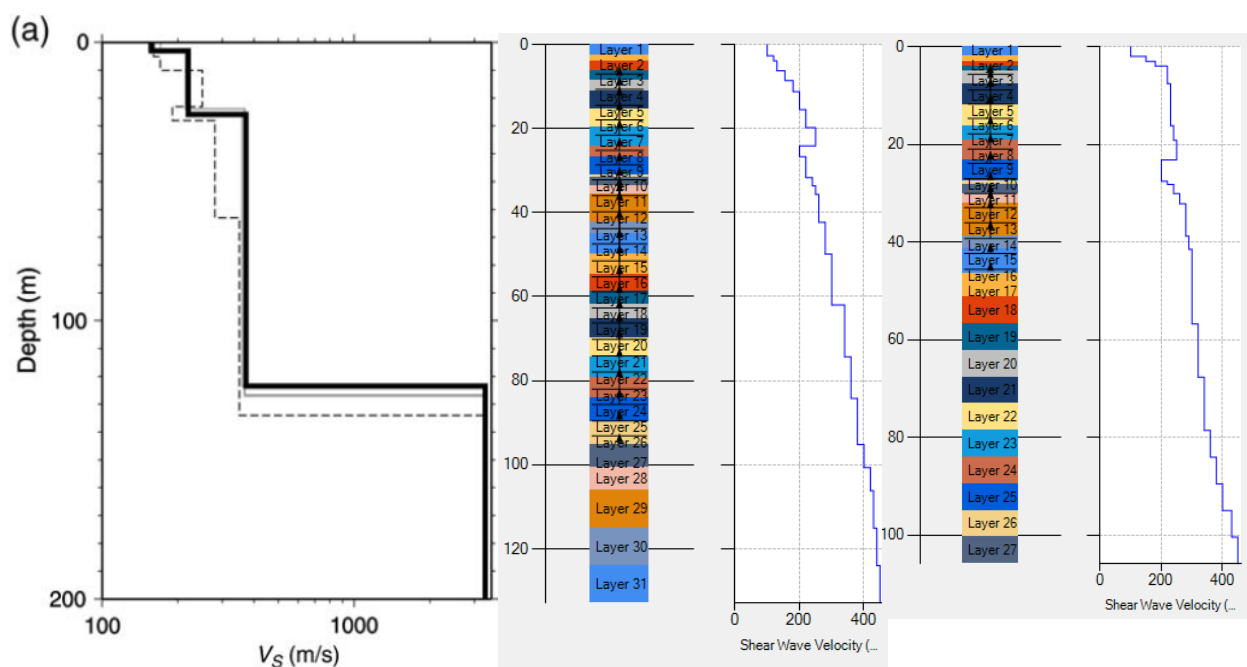 (a)
0
100
200
Depth (m)
100
1000
V_S (m/s)
0
20
40
60
80
100
120
Layer 1
Layer 2
Layer 3
Layer 4
Layer 5
Layer 6
Layer 7
Layer 8
Layer 9
Layer 10
Layer 11
Layer 12
Layer 13
Layer 14
Layer 15
Layer 16
Layer 17
Layer 18
Layer 19
Layer 20
Layer 21
Layer 22
Layer 23
Layer 24
Layer 25
Layer 26
Layer 27
Layer 28
Layer 29
Layer 30
Layer 31
0
200
400
Shear Wave Velocity (...
0
20
40
60
80
100
Layer 1
Layer 2
Layer 3
Layer 4
Layer 5
Layer 6
Layer 7
Layer 8
Layer 9
Layer 10
Layer 11
Layer 12
Layer 13
Layer 14
Layer 15
Layer 16
Layer 17
Layer 18
Layer 19
Layer 20
Layer 21
Layer 22
Layer 23
Layer 24
Layer 25
Layer 26
Layer 27
0
200
400
Shear Wave Velocity (...